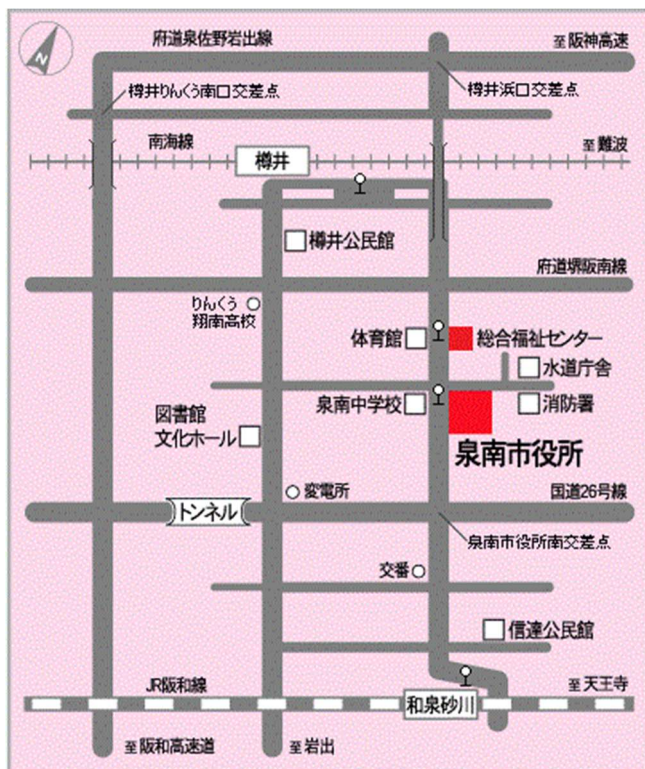 N
府道泉佐野岩出線
至阪神高速
樽井りんくう南口交差点
樽井浜口交差点
南海線
樽井
至難波
樽井公民館
府道堺阪南線
りんくう
翔南高校
体育館
総合福祉センター
水道庁舎
泉南中学校
消防署
図書館
文化ホール
泉南市役所
変電所
国道26号線
トンネル
泉南市役所南交差点
交番
信達公民館
JR阪和線
至天王寺
和泉砂川
至阪和高速道
至岩出